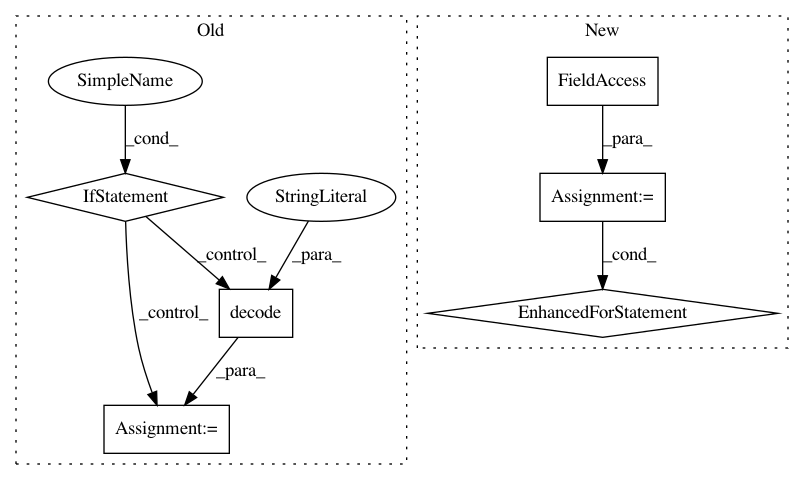 Old
New
SimpleName
FieldAccess
_cond_
_para_
IfStatement
StringLiteral
Assignment:=
_control_
_para_
_cond_
_control_
decode
EnhancedForStatement
_para_
Assignment:=